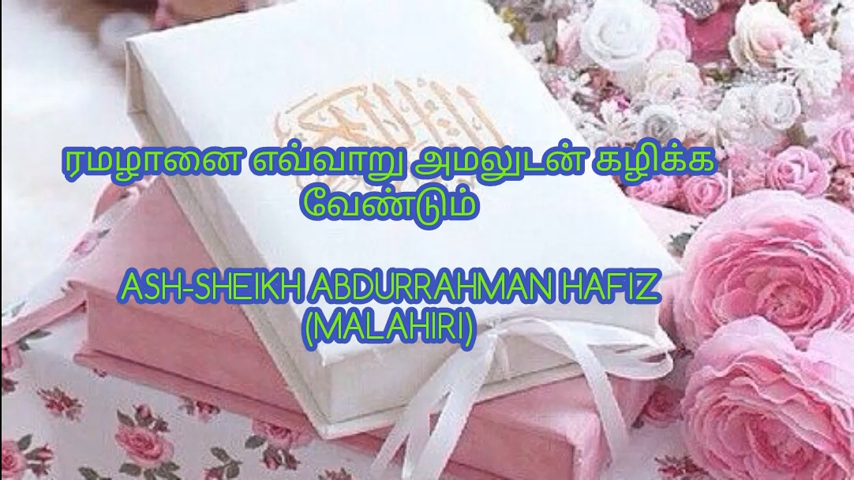 ரமழானை எவ்வாறு அமலுடன் கழிக்க
வேண்டும்
ASH-SHEIKH ABDURRAHMAN HAFIZ
(MALAHIRI)